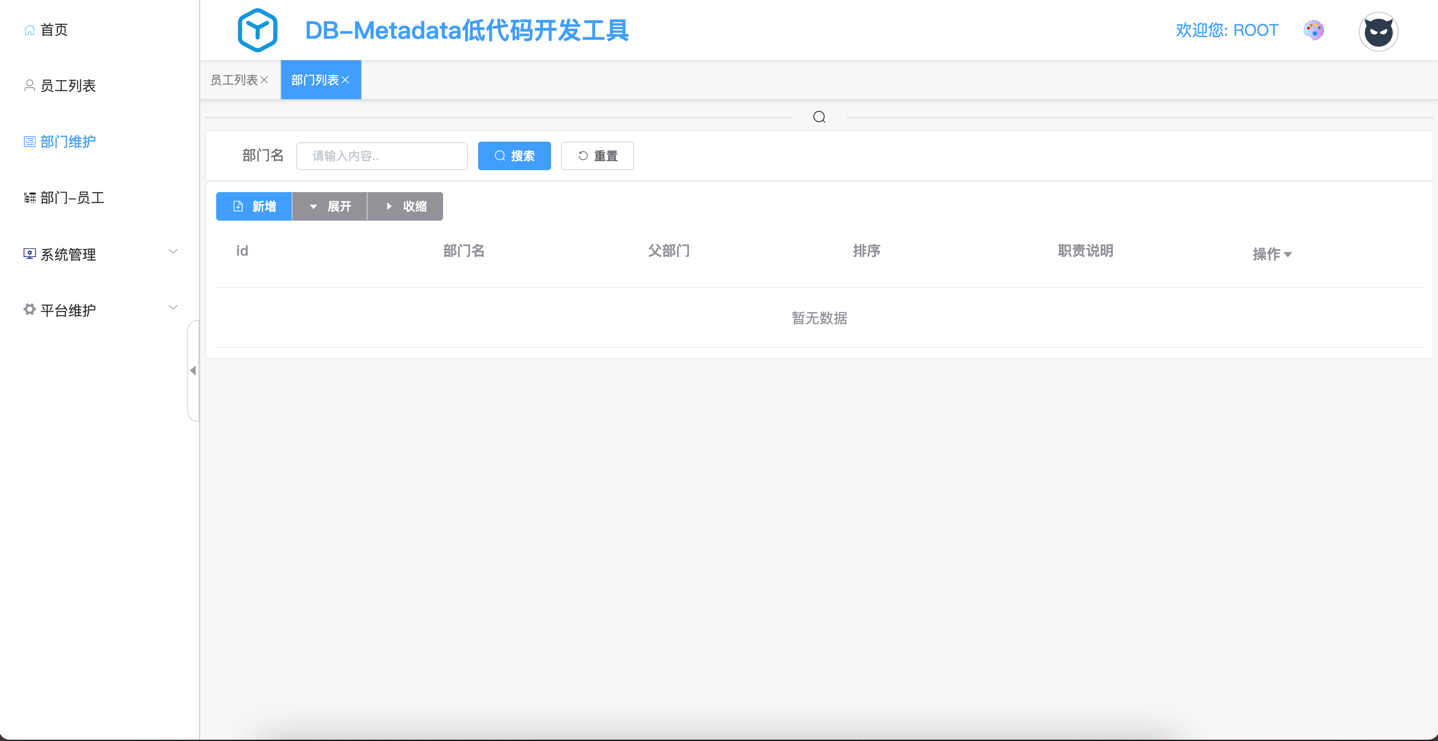 首页
员工列表
部门维护
部门-员工
系统管理
平台维护
DB-Metadata低代码开发工具
欢迎您: ROOT
员工列表 部门列表
部门名 请输入内容.. 搜索 重置
新增 展开 收缩
id 部门名 父部门 排序 职责说明 操作
暂无数据